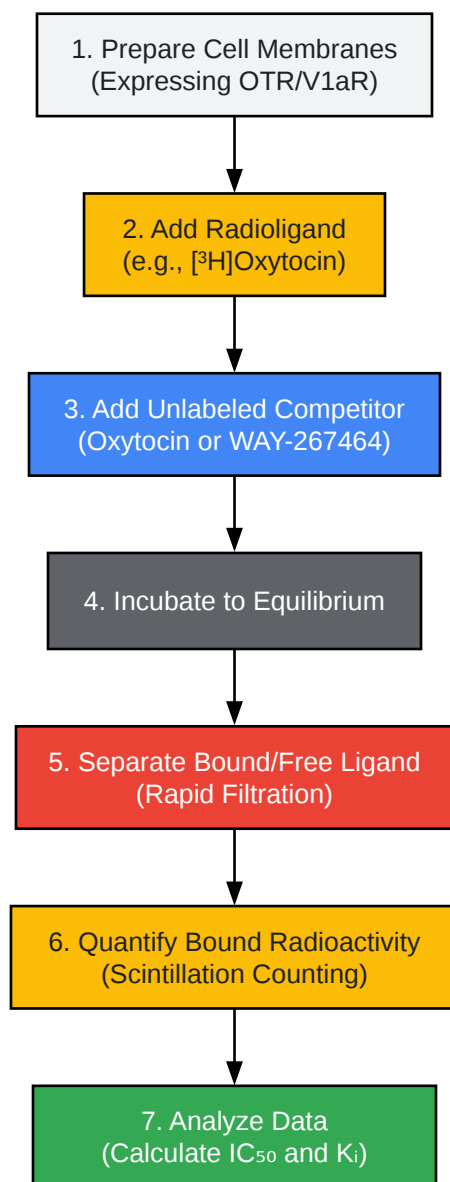 1. Prepare Cell Membranes
(Expressing OTR/V1aR)
2. Add Radioligand
(e.g., [³H]Oxytocin)
3. Add Unlabeled Competitor
(Oxytocin or WAY-267464)
4. Incubate to Equilibrium
5. Separate Bound/Free Ligand
(Rapid Filtration)
6. Quantify Bound Radioactivity
(Scintillation Counting)
7. Analyze Data
(Calculate IC₅₀ and Kᵢ)